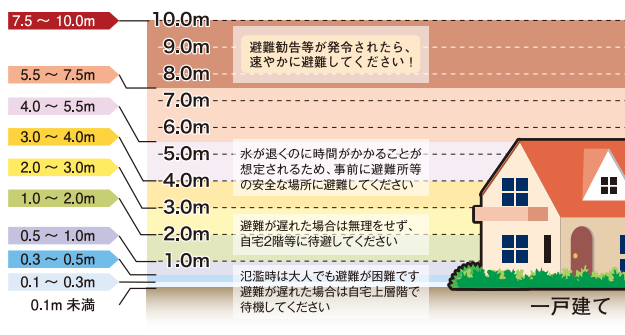 7.5 ～ 10.0m
5.5 ～ 7.5m
4.0 ～ 5.5m
3.0 ～ 4.0m
2.0 ～ 3.0m
1.0 ～ 2.0m
0.5 ～ 1.0m
0.3 ～ 0.5m
0.1 ～ 0.3m
0.1m 未満
10.0m
9.0m
8.0m
7.0m
6.0m
5.0m
4.0m
3.0m
2.0m
1.0m
避難勧告等が発令されたら、
速やかに避難してください！
水が退くのに時間がかかることが
想定されるため、事前に避難所等
の安全な場所に避難してください
避難が遅れた場合は無理をせず、
自宅2階等に待避してください
氾濫時は大人でも避難が困難です
避難が遅れた場合は自宅上層階で
待機してください
一戸建て